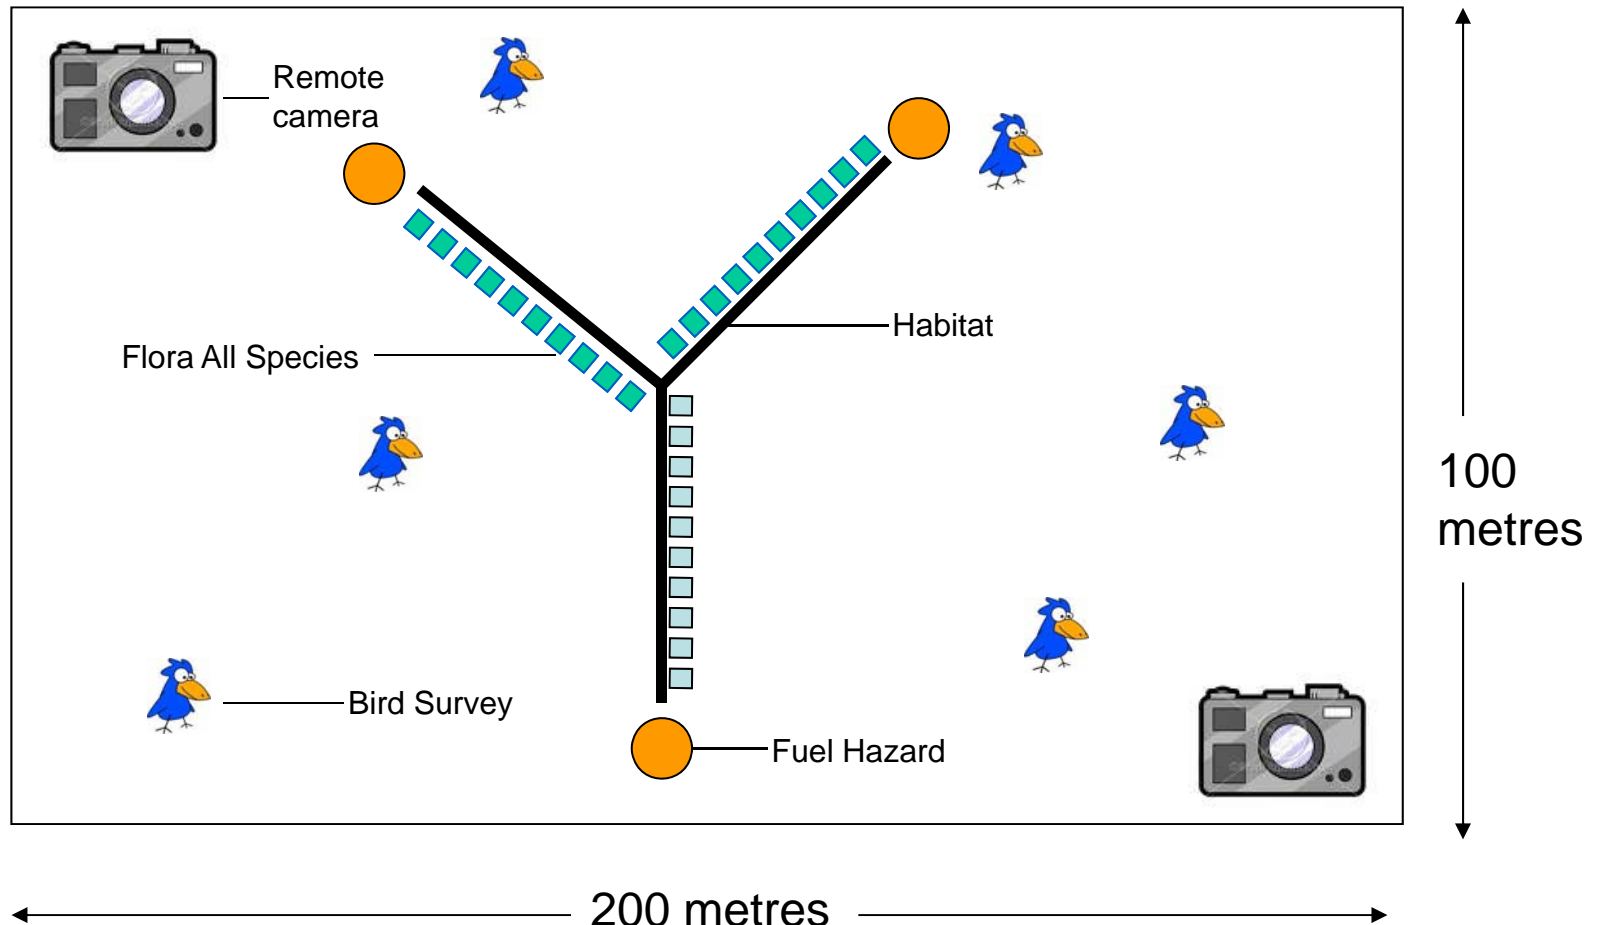 Remote
camera
Habitat
Flora All Species
100
metres
Bird Survey
Fuel Hazard
200 metres